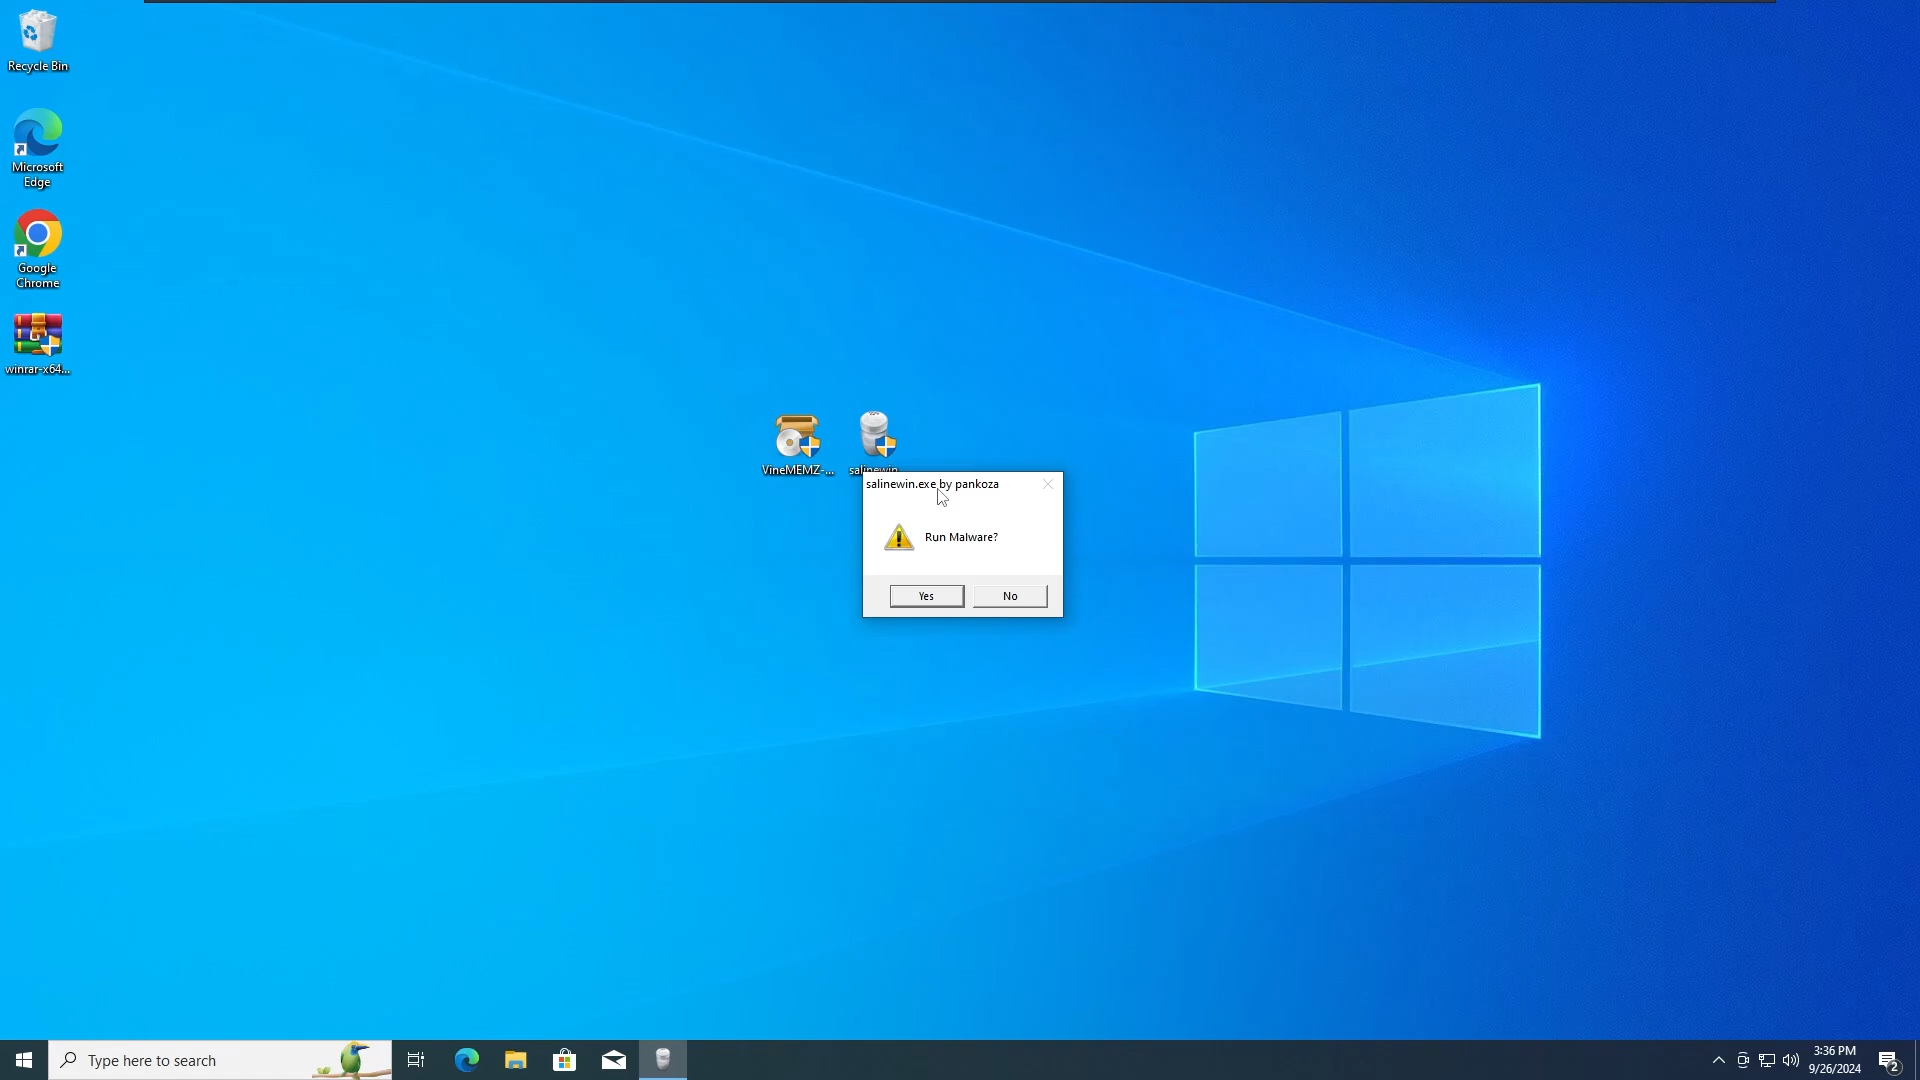 Recycle Bin
Microsoft
Edge
Google
Chrome
winrar-x64...
VineMEMZ-...
salinewin
salinewin.exe by pankoza
Run Malware?
Yes
No
Type here to search
3:36 PM
9/26/2024
2